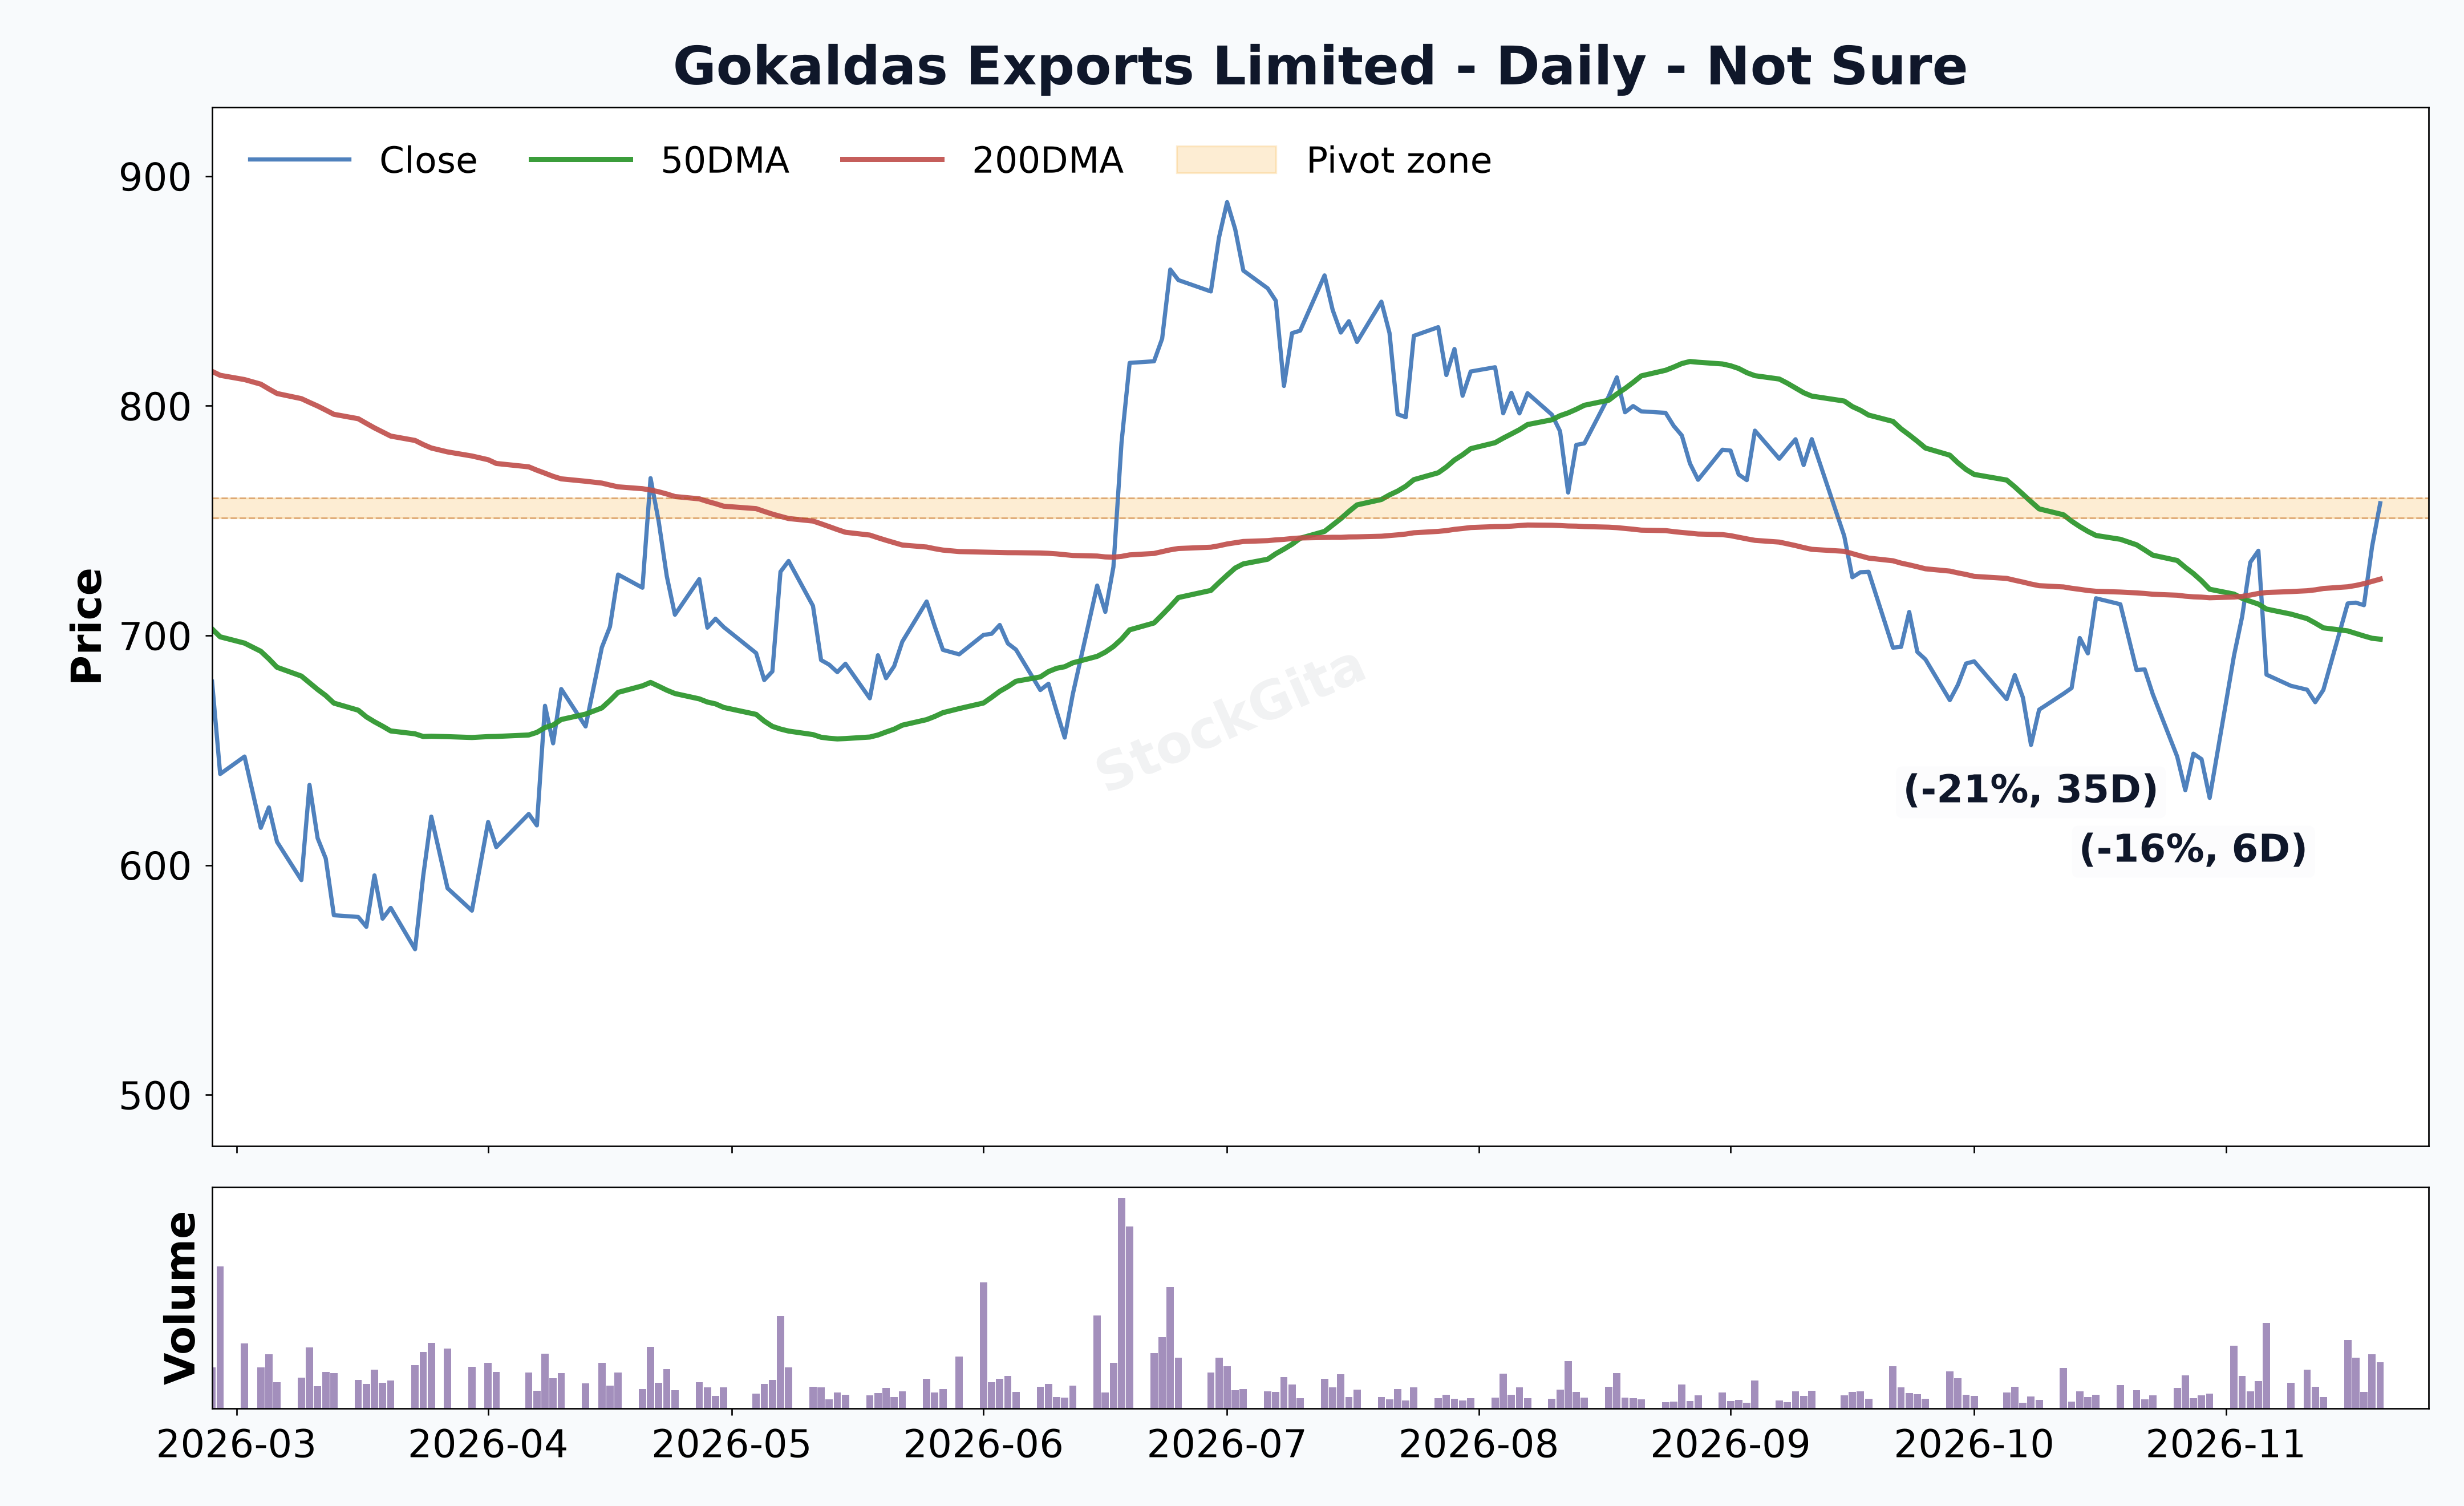 Gokaldas Exports Limited - Daily - Not Sure
Close 50DMA 200DMA Pivot zone
900
800
700
600
500
Price
StockGita
(-21%, 35D)
(-16%, 6D)
Volume
2026-03 2026-04 2026-05 2026-06 2026-07 2026-08 2026-09 2026-10 2026-11